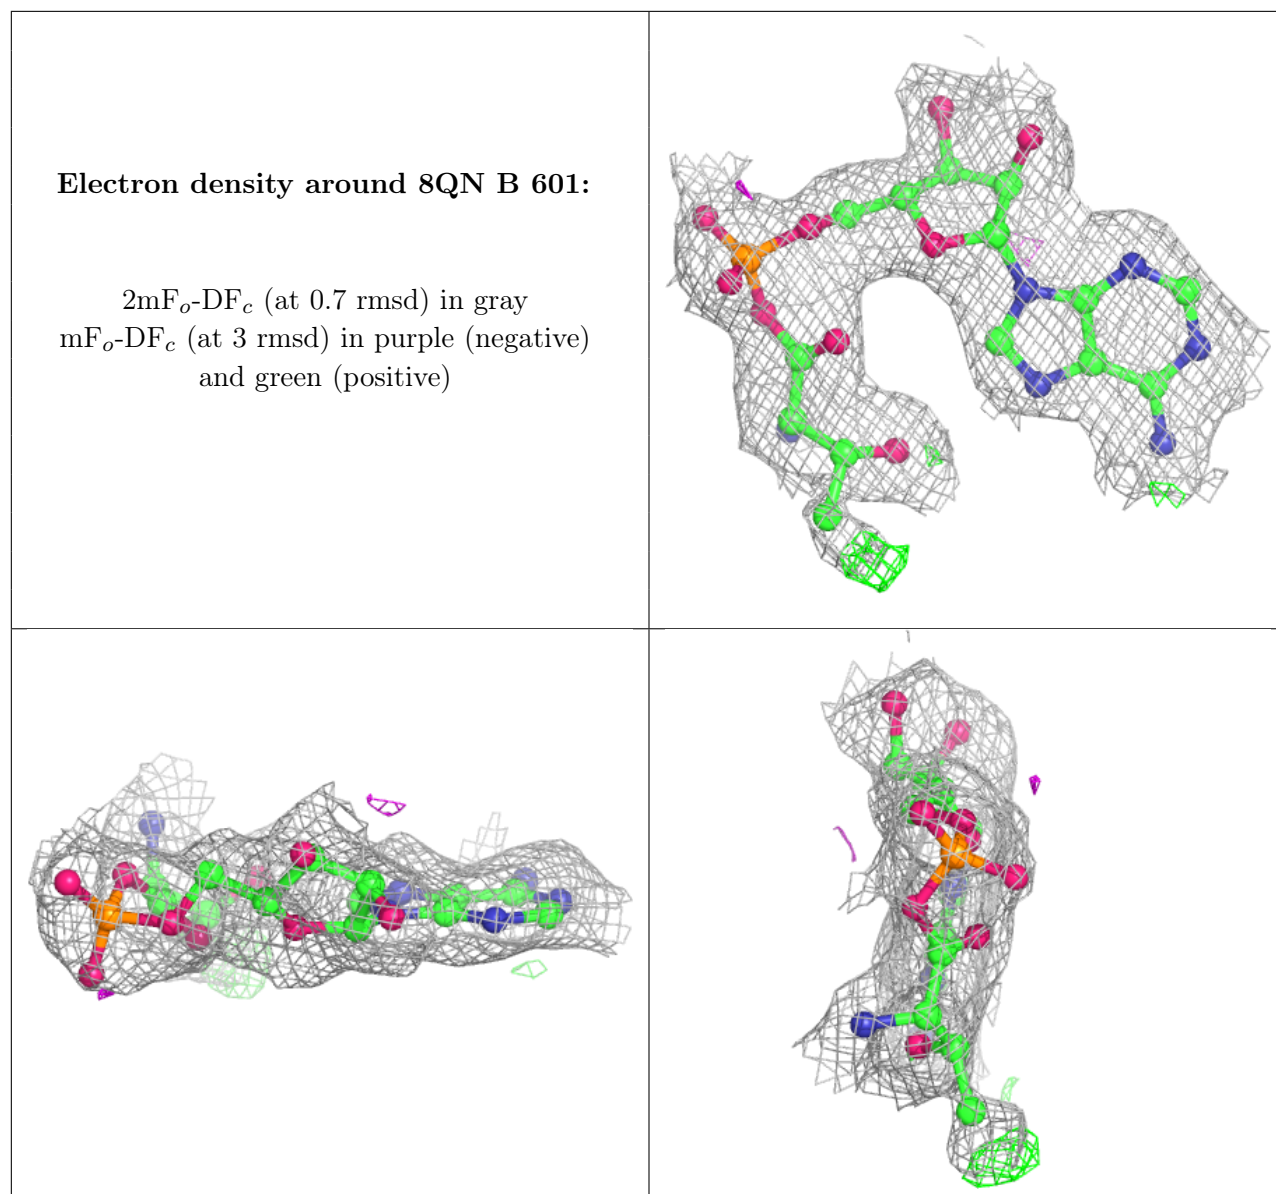 Electron density around 8QN B 601:
2mFo-DFc (at 0.7 rmsd) in gray
mFo-DFc (at 3 rmsd) in purple (negative)
and green (positive)